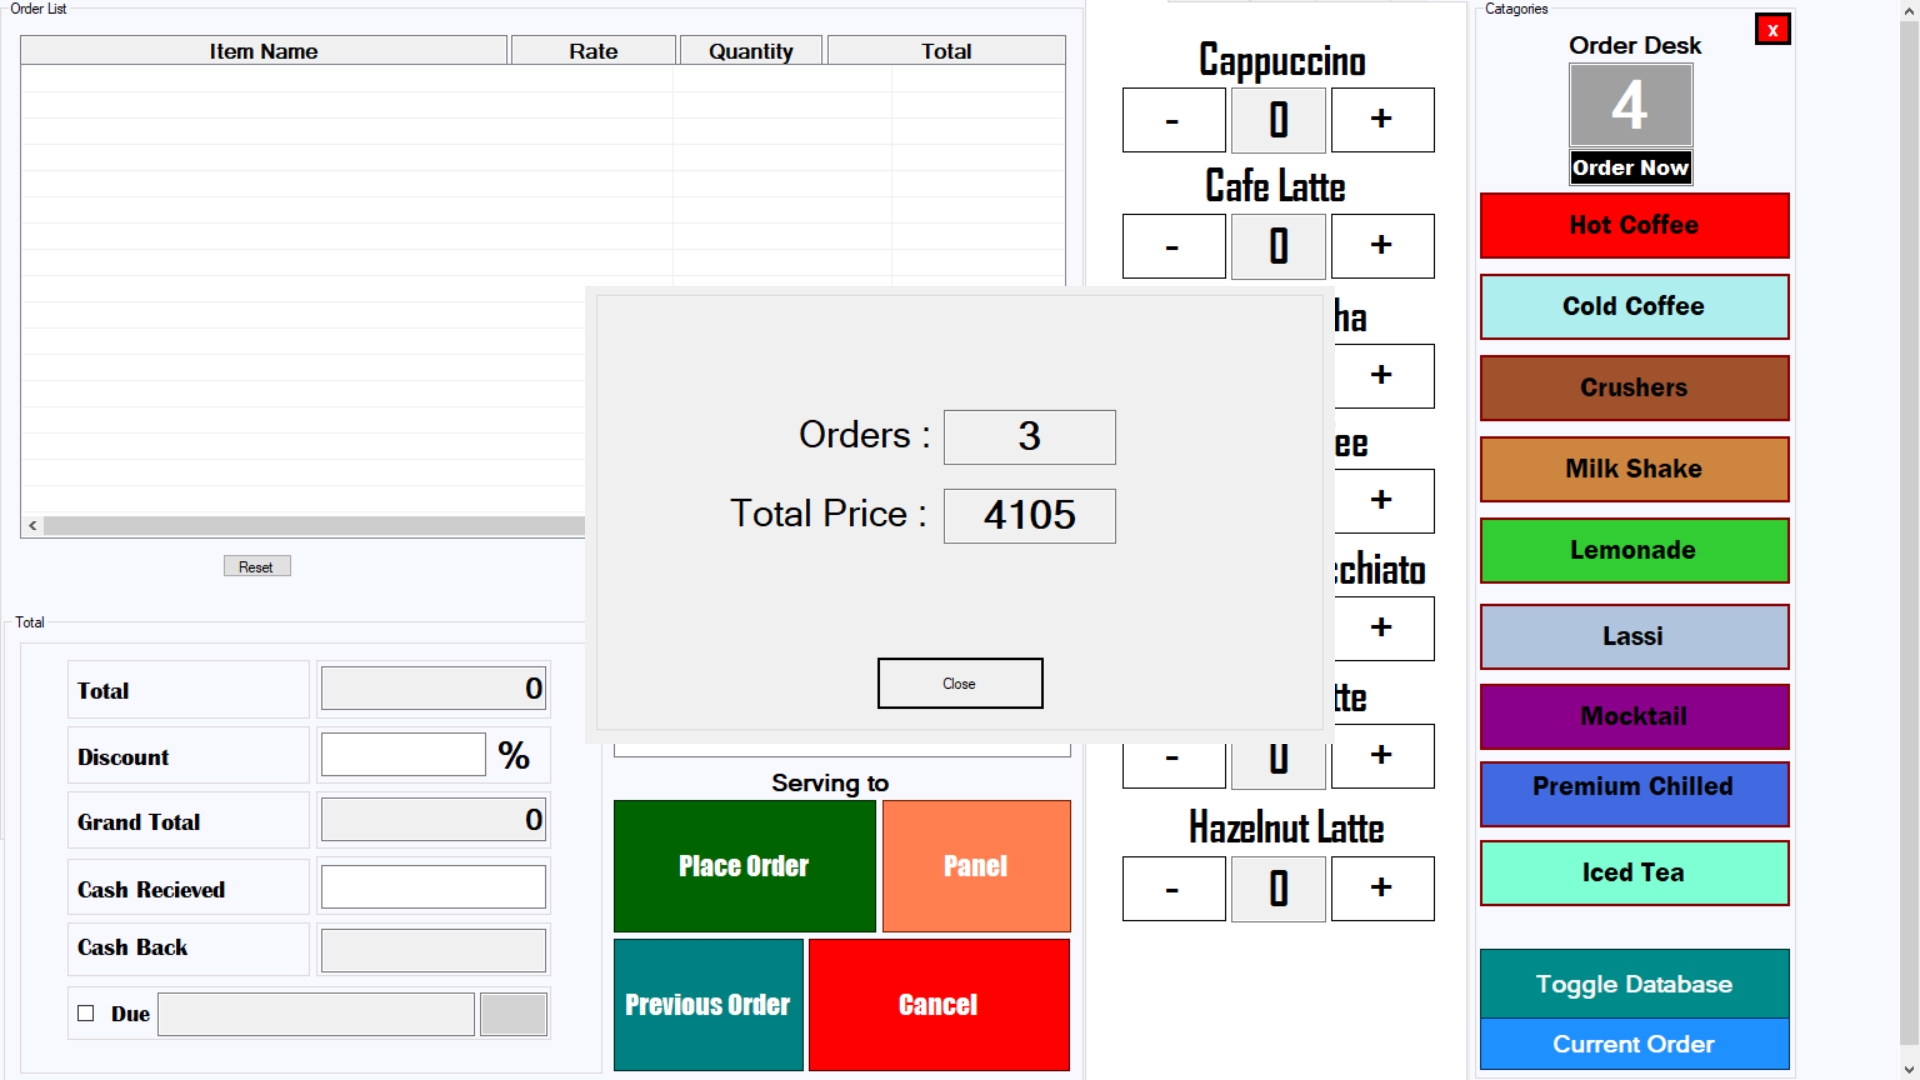 Order List
Item Name Rate Quantity Total
Reset
Total
Total 0
Discount %
Grand Total 0
Cash Recieved
Cash Back
Due
Orders : 3
Total Price : 4105
Close
Serving to
Place Order
Panel
Previous Order
Cancel
Cappuccino
- 0 +
Cafe Latte
- 0 +
ha
+
ee
+
cchiato
+
tte
- 0 +
Hazelnut Latte
- 0 +
Catagories
x
Order Desk
4
Order Now
Hot Coffee
Cold Coffee
Crushers
Milk Shake
Lemonade
Lassi
Mocktail
Premium Chilled
Iced Tea
Toggle Database
Current Order